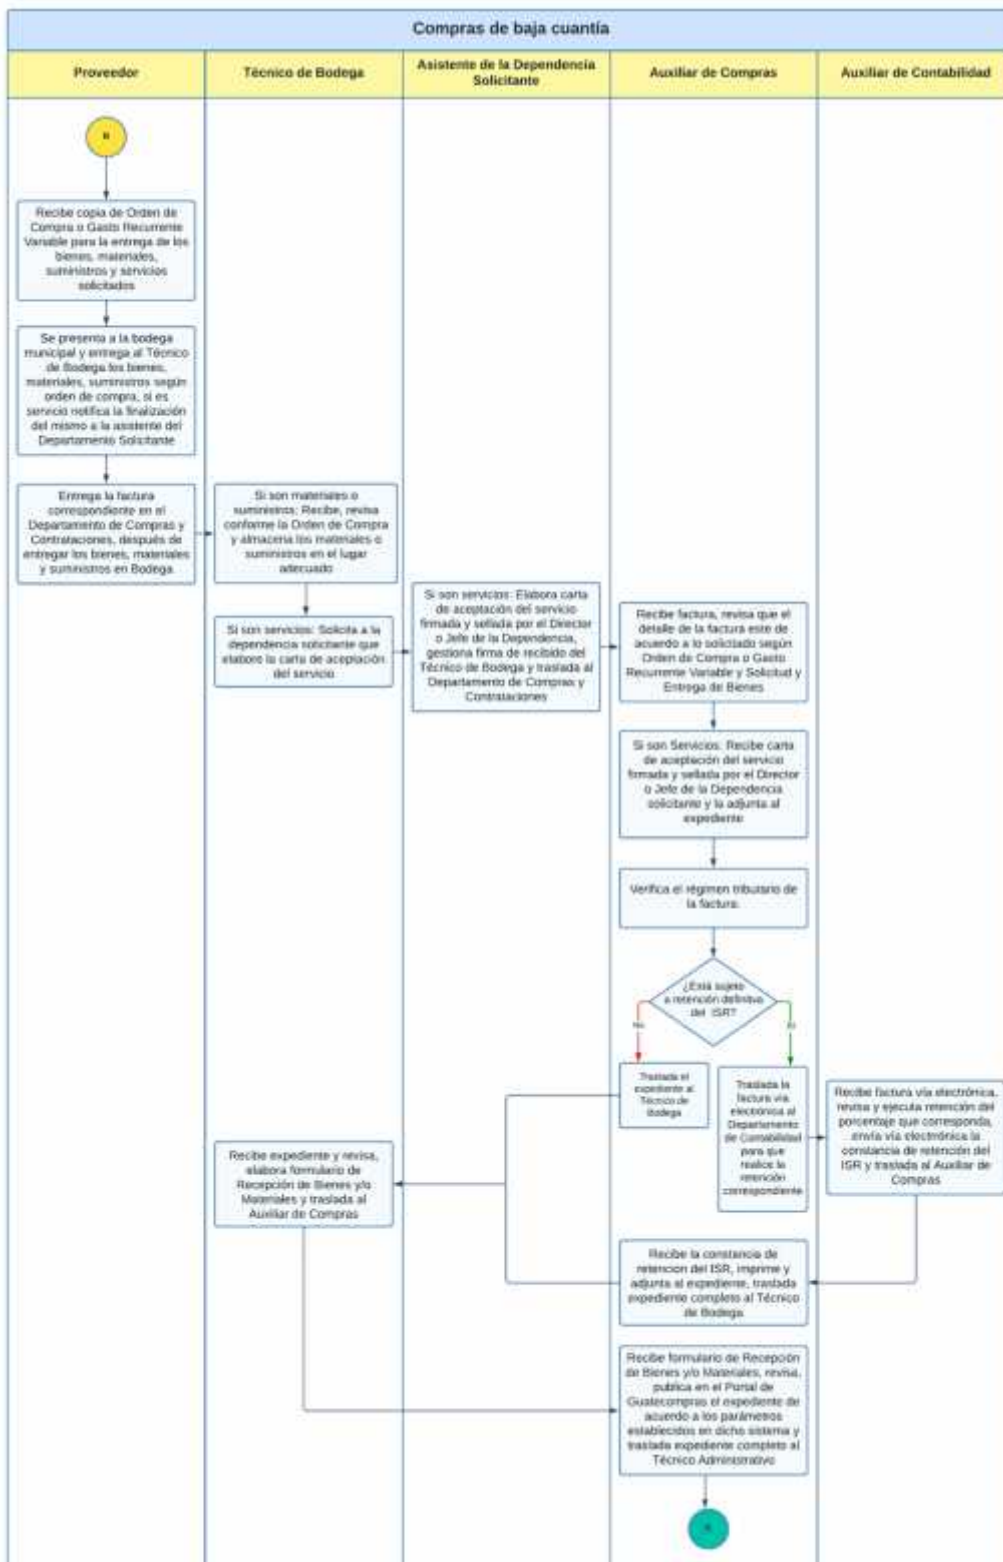 Compras de baja cuantía
Proveedor
Técnico de Bodega
Asistente de la Dependencia
Solicitante
Auxiliar de Compras
Auxiliar de Contabilidad
Recibe copia de Orden de
Compra o Gasto Recurrente
Variable para la entrega de los
bienes, materiales,
suministros y servicios
solicitados
Se presenta a la bodega
municipal y entrega al Técnico
de Bodega los bienes,
materiales, suministros según
orden de compra, si es
servicio notifica la finalización
del mismo a la asistente del
Departamento Solicitante
Entrega la factura
correspondiente en el
Departamento de Compras y
Contrataciones, después de
entregar los bienes, materiales
y suministros en Bodega
Si son materiales o
suministros: Recibe, revisa
conforme la Orden de Compra
y almacena los materiales o
suministros en el lugar
adecuado
Si son servicios: Solicita a la
dependencia solicitante que
elabore la carta de aceptación
del servicio
Si son servicios: Elabora carta
de aceptación del servicio
firmada y sellada por el Director
o Jefe de la Dependencia,
gestiona firma de recibido del
Técnico de Bodega y traslada al
Departamento de Compras y
Contrataciones
Recibe factura, revisa que el
detalle de la factura este de
acuerdo a lo solicitado según
Orden de Compra o Gasto
Recurrente Variable y Solicitud y
Entrega de Bienes
Si son Servicios: Recibe carta
de aceptación del servicio
firmada y sellada por el Director
o Jefe de la Dependencia
solicitante y la adjunta al
expediente
Verifica el régimen tributario de
la factura.
¿Está sujeto
a retención definitiva
del ISR?
No
Si
Traslada el
expediente al
Técnico de
Bodega
Traslada la
factura vía
electrónica al
Departamento
de Contabilidad
para que
realice la
retención
correspondiente
Recibe factura vía electrónica,
revisa y ejecuta retención del
porcentaje que corresponda,
envía vía electrónica la
constancia de retención del
ISR y traslada al Auxiliar de
Compras
Recibe expediente y revisa,
elabora formulario de
Recepción de Bienes y/o
Materiales y traslada al
Auxiliar de Compras
Recibe la constancia de
retencion del ISR, imprime y
adjunta al expediente, traslada
expediente completo al Técnico
de Bodega
Recibe formulario de Recepción
de Bienes y/o Materiales, revisa,
publica en el Portal de
Guatecompras el expediente de
acuerdo a los parámetros
establecidos en dicho sistema y
traslada expediente completo al
Técnico Administrativo